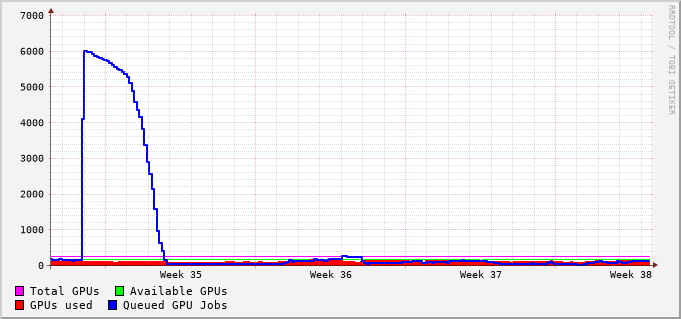 7000
6000
5000
4000
3000
2000
1000
0
Week 35 Week 36 Week 37 Week 38
Total GPUs Available GPUs
GPUs used Queued GPU Jobs
RRDTOOL / TOBI OETIKER